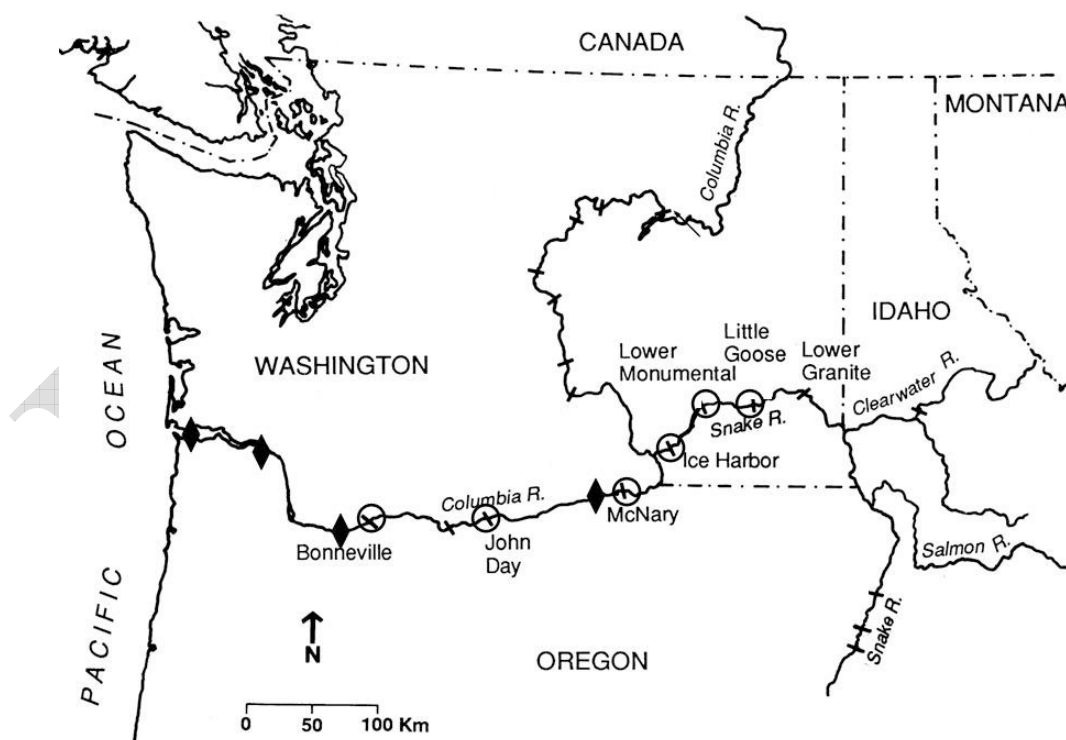 CANADA
MONTANA
Columbia R.
IDAHO
OCEAN
WASHINGTON
Little
Goose
Lower
Monumental
Lower
Granite
Clearwater R.
Snake R.
Ice Harbor
Columbia R.
McNary
Bonneville
John
Day
Salmon R.
PACIFIC
N
OREGON
Snake R.
0 50 100 Km